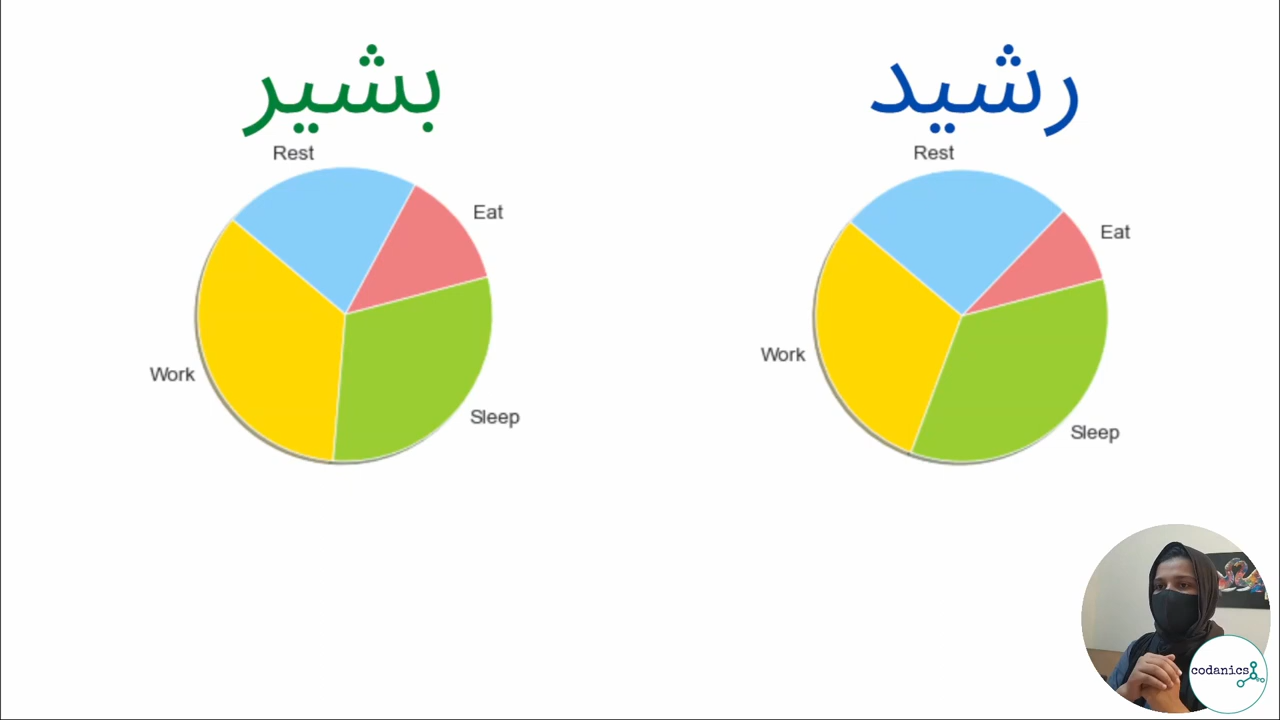 بشير
Rest
Eat
Work
Sleep
رشيد
Rest
Eat
Work
Sleep
codanics